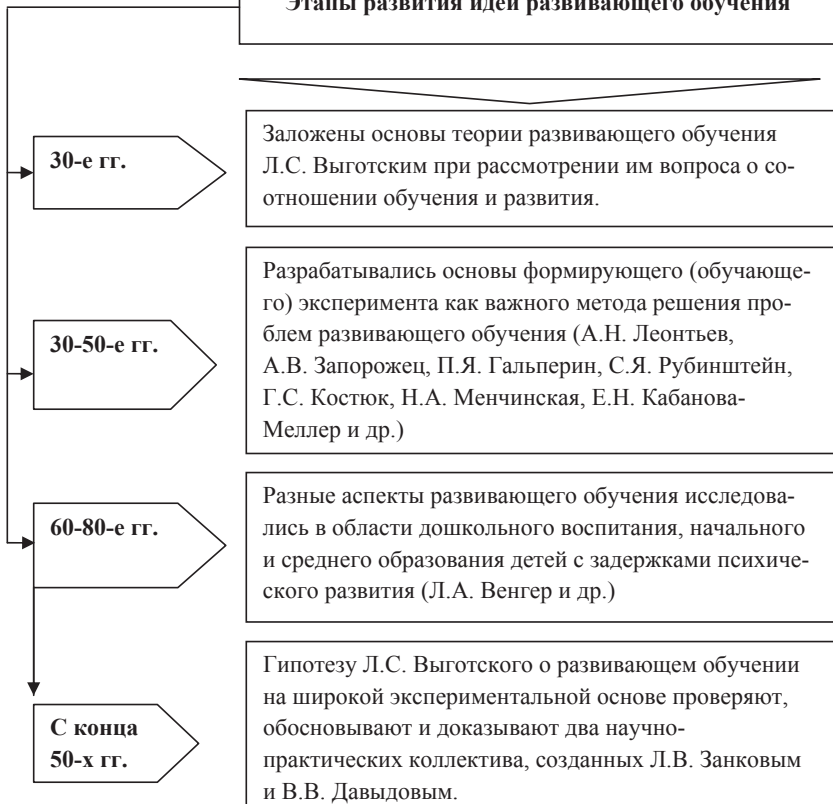 Этапы развития идей развивающего обучения
30-е гг.
Заложены основы теории развивающего обучения
Л.С. Выготским при рассмотрении им вопроса о со-
отношении обучения и развития.
30-50-е гг.
Разрабатывались основы формирующего (обучающе-
го) эксперимента как важного метода решения про-
блем развивающего обучения (А.Н. Леонтьев,
А.В. Запорожец, П.Я. Гальперин, С.Я. Рубинштейн,
Г.С. Костюк, Н.А. Менчинская, Е.Н. Кабанова-
Меллер и др.)
60-80-е гг.
Разные аспекты развивающего обучения исследова-
лись в области дошкольного воспитания, начального
и среднего образования детей с задержками психиче-
ского развития (Л.А. Венгер и др.)
С конца
50-х гг.
Гипотезу Л.С. Выготского о развивающем обучении
на широкой экспериментальной основе проверяют,
обосновывают и доказывают два научно-
практических коллектива, созданных Л.В. Занковым
и В.В. Давыдовым.